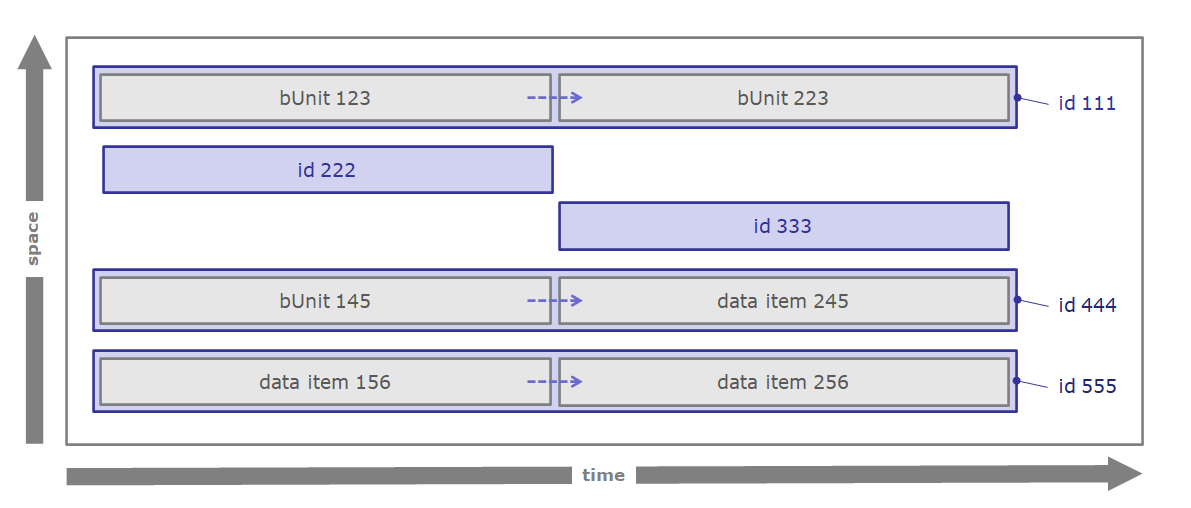 bUnit 123
bUnit 223
id 111
id 222
id 333
bUnit 145
data item 245
id 444
data item 156
data item 256
id 555
space
time